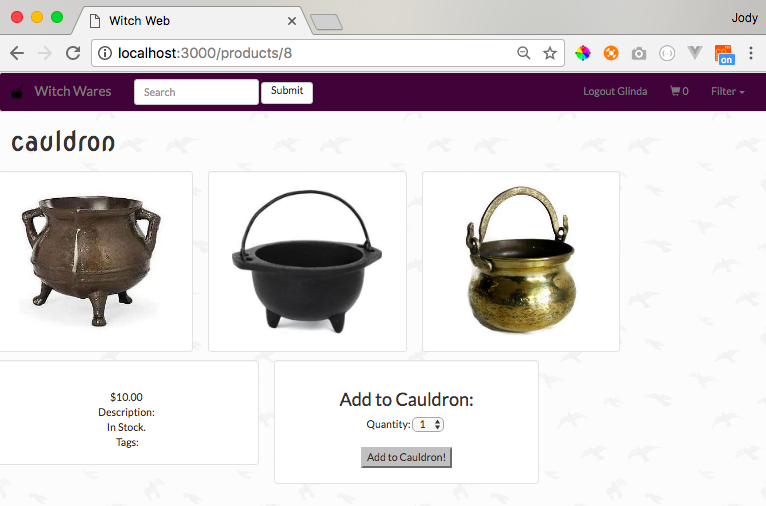 Witch Web
Jody
localhost:3000/products/8
on
Witch Wares
Search
Submit
Logout Glinda
0
Filter
cauldron
$10.00
Description:
In Stock.
Tags:
Add to Cauldron:
Quantity: 1
Add to Cauldron!